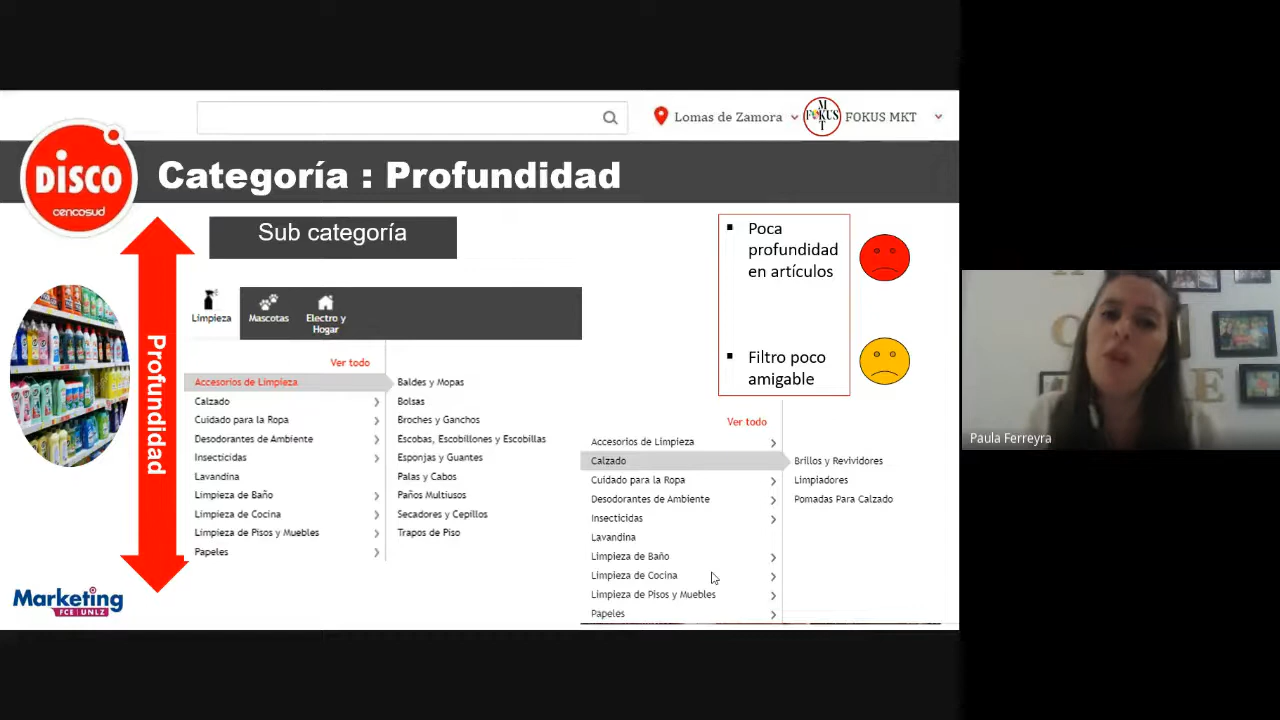 Lomas de Zamora
FOKUS
MKT
FOKUS MKT
DISCO
cencosud
Categoría : Profundidad
Sub categoría
▪ Poca
profundidad
en artículos
▪ Filtro poco
amigable
Profundidad
Limpieza
Mascotas
Electro y
Hogar
Ver todo
Accesorios de Limpieza
Calzado
Cuidado para la Ropa
Desodorantes de Ambiente
Insecticidas
Lavandina
Limpieza de Baño
Limpieza de Cocina
Limpieza de Pisos y Muebles
Papeles
Baldes y Mopas
Bolsas
Broches y Ganchos
Escobas, Escobillones y Escobillas
Esponjas y Guantes
Palas y Cabos
Paños Multiusos
Secadores y Cepillos
Trapos de Piso
Ver todo
Accesorios de Limpieza
Calzado
Cuidado para la Ropa
Desodorantes de Ambiente
Insecticidas
Lavandina
Limpieza de Baño
Limpieza de Cocina
Limpieza de Pisos y Muebles
Papeles
Brillos y Revividores
Limpiadores
Pomadas Para Calzado
Marketing
FCE | UNLZ
Paula Ferreyra